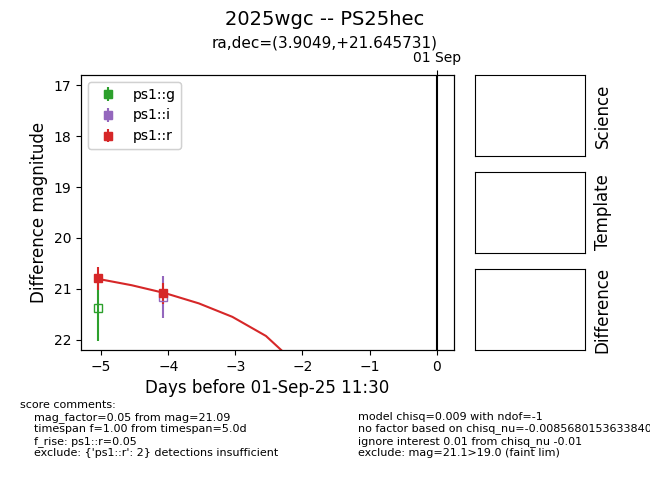 2025wgc -- PS25hec
ra,dec=(3.9049,+21.645731)
01 Sep
ps1::g
ps1::i
ps1::r
17
18
19
20
21
22
Difference magnitude
−5
−4
−3
−2
−1
0
Days before 01-Sep-25 11:30
Science
Template
Difference
score comments:
mag_factor=0.05 from mag=21.09
timespan f=1.00 from timespan=5.0d
f_rise: ps1::r=0.05
exclude: {'ps1::r': 2} detections insufficient
model chisq=0.009 with ndof=-1
no factor based on chisq_nu=-0.008568015363384
ignore interest 0.01 from chisq_nu -0.01
exclude: mag=21.1>19.0 (faint lim)